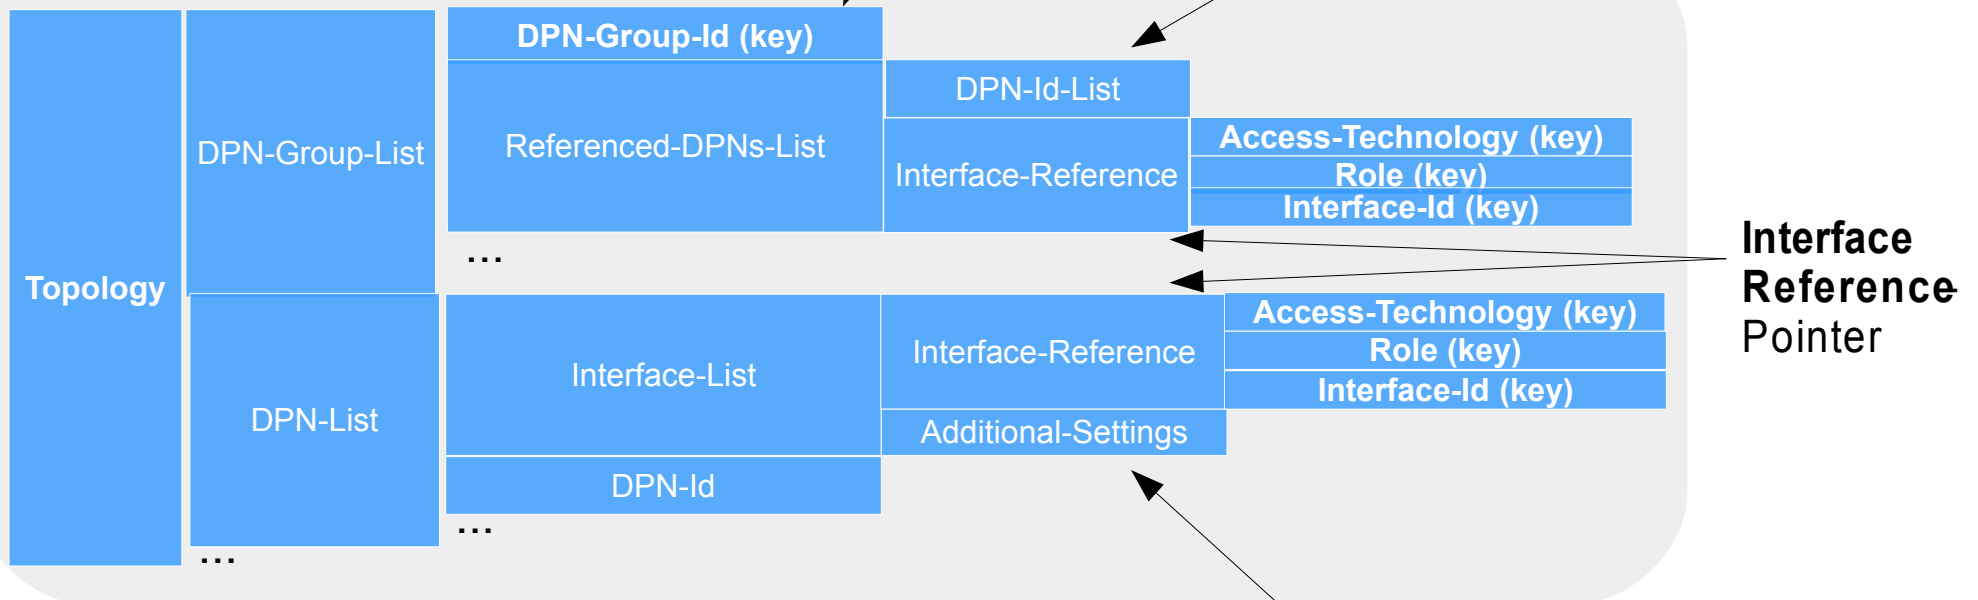 DPN-Group-Id (key)
DPN-Id-List
Access-Technology (key)
DPN-Group-List
Referenced-DPNs-List
Interface-Reference
Role (key)
Interface-Id (key)
...
Topology
Interface
Reference-
Pointer
Access-Technology (key)
Interface-List
Interface-Reference
Role (key)
Interface-Id (key)
DPN-List
Additional-Settings
DPN-Id
...
...